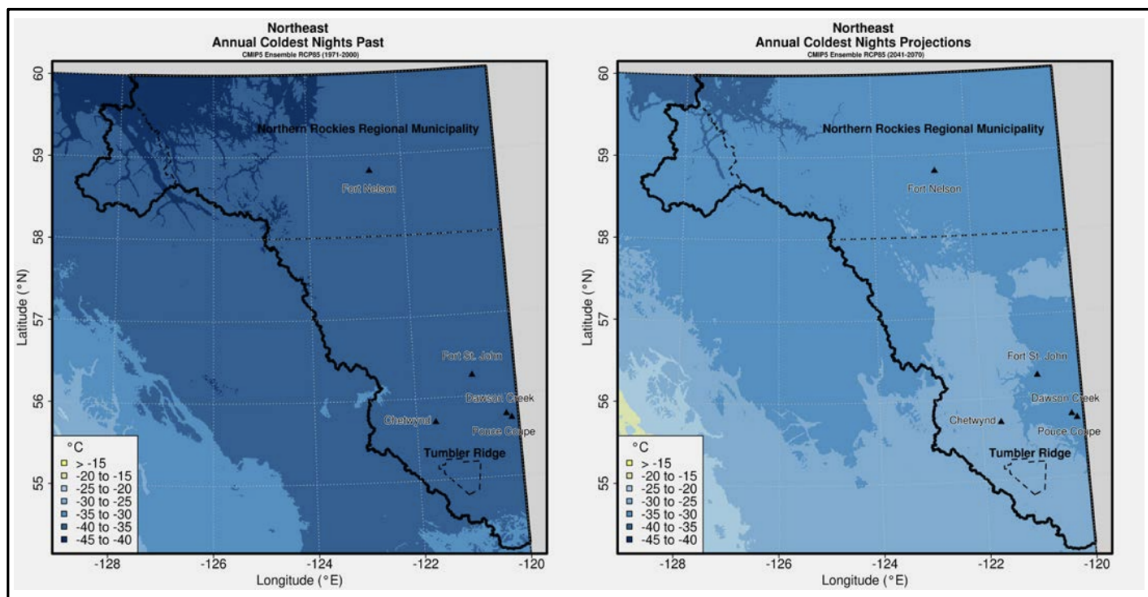 Northeast
Annual Coldest Nights Past
CMIP5 Ensemble RCP85 (1971-2000)
60
59
58
57
56
55
Latitude (°N)
Northern Rockies Regional Municipality
Fort Nelson
Fort St. John
Dawson Creek
Chetwynd
Pouce Coupe
Tumbler Ridge
°C
> -15
-20 to -15
-25 to -20
-30 to -25
-35 to -30
-40 to -35
-45 to -40
-128
-126
-124
-122
-120
Longitude (°E)
Northeast
Annual Coldest Nights Projections
CMIP5 Ensemble RCP85 (2041-2070)
60
59
58
57
56
55
Latitude (°N)
Northern Rockies Regional Municipality
Fort Nelson
Fort St. John
Dawson Creek
Chetwynd
Pouce Coupe
Tumbler Ridge
°C
> -15
-20 to -15
-25 to -20
-30 to -25
-35 to -30
-40 to -35
-45 to -40
-128
-126
-124
-122
-120
Longitude (°E)